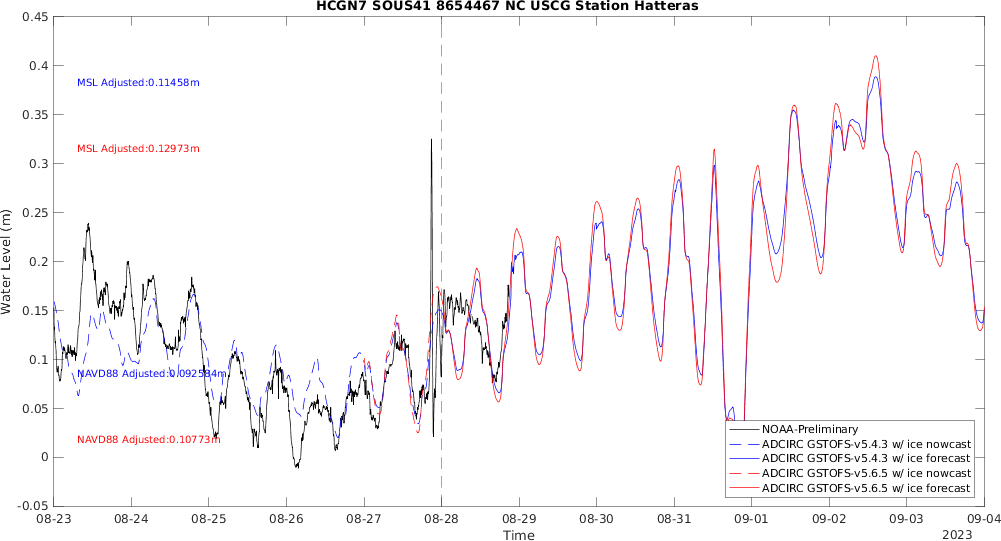 HCGN7 SOUS41 8654467 NC USCG Station Hatteras
0.45
0.4
0.35
0.3
0.25
0.2
0.15
0.1
0.05
0
-0.05
Water Level (m)
MSL Adjusted:0.11458m
MSL Adjusted:0.12973m
NAVD88 Adjusted:0.092584m
NAVD88 Adjusted:0.10773m
NOAA-Preliminary
ADCIRC GSTOFS-v5.4.3 w/ ice nowcast
ADCIRC GSTOFS-v5.4.3 w/ ice forecast
ADCIRC GSTOFS-v5.6.5 w/ ice nowcast
ADCIRC GSTOFS-v5.6.5 w/ ice forecast
08-23 08-24 08-25 08-26 08-27 08-28 08-29 08-30 08-31 09-01 09-02 09-03 09-04
Time
2023